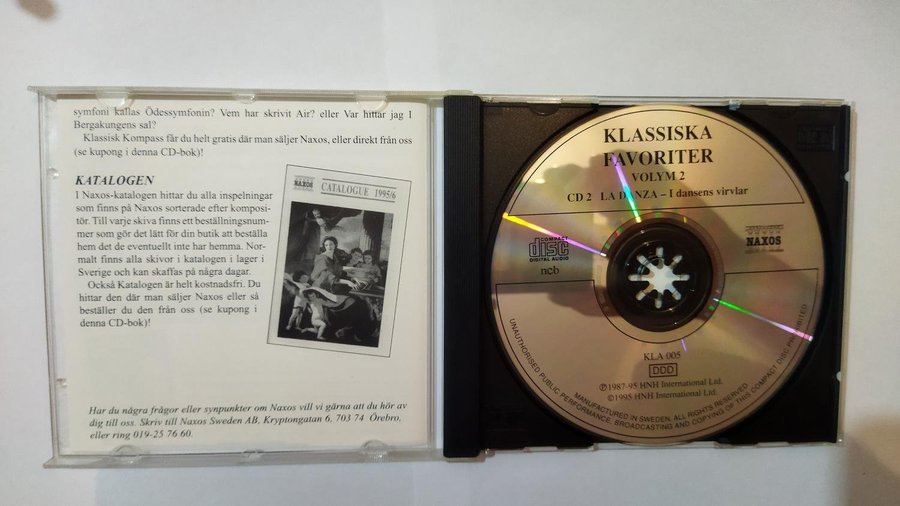 symfoni kallas Ödessymfonin? Vem har skrivit Air? eller Var hittar jag I
Bergakungens sal?
Klassisk Kompass får du helt gratis där man säljer Naxos, eller direkt från oss
(se kupong i denna CD-bok)!
KATALOGEN
I Naxos-katalogen hittar du alla inspelningar
som finns på Naxos sorterade efter komposi-
tör. Till varje skiva finns ett beställningsnum-
mer som gör det lätt för din butik att beställa
hem det de eventuellt inte har hemma. Nor-
malt finns alla skivor i katalogen i lager i
Sverige och kan skaffas på några dagar.
Också Katalogen är helt kostnadsfri. Du
hittar den där man säljer Naxos eller så
beställer du den från oss (se kupong i
denna CD-bok)!
NAXOS
CATALOGUE 1995/6
Har du några frågor eller synpunkter om Naxos vill vi gärna att du hör av
dig till oss. Skriv till Naxos Sweden AB, Kryptongatan 6, 703 74 Örebro,
eller ring 019-25 76 60.
KLASSISKA
FAVORITER
VOLYM 2
CD 2 LA DANZA – I dansens virvlar
COMPACT
disc
DIGITAL AUDIO
ncb
NAXOS
KLA 005
DDD
℗1987-95 HNH International Ltd.
©1995 HNH International Ltd.
MANUFACTURED IN SWEDEN. ALL RIGHTS RESERVED
UNAUTHORISED PUBLIC PERFORMANCE, BROADCASTING AND COPYING OF THIS COMPACT DISC PROHIBITED